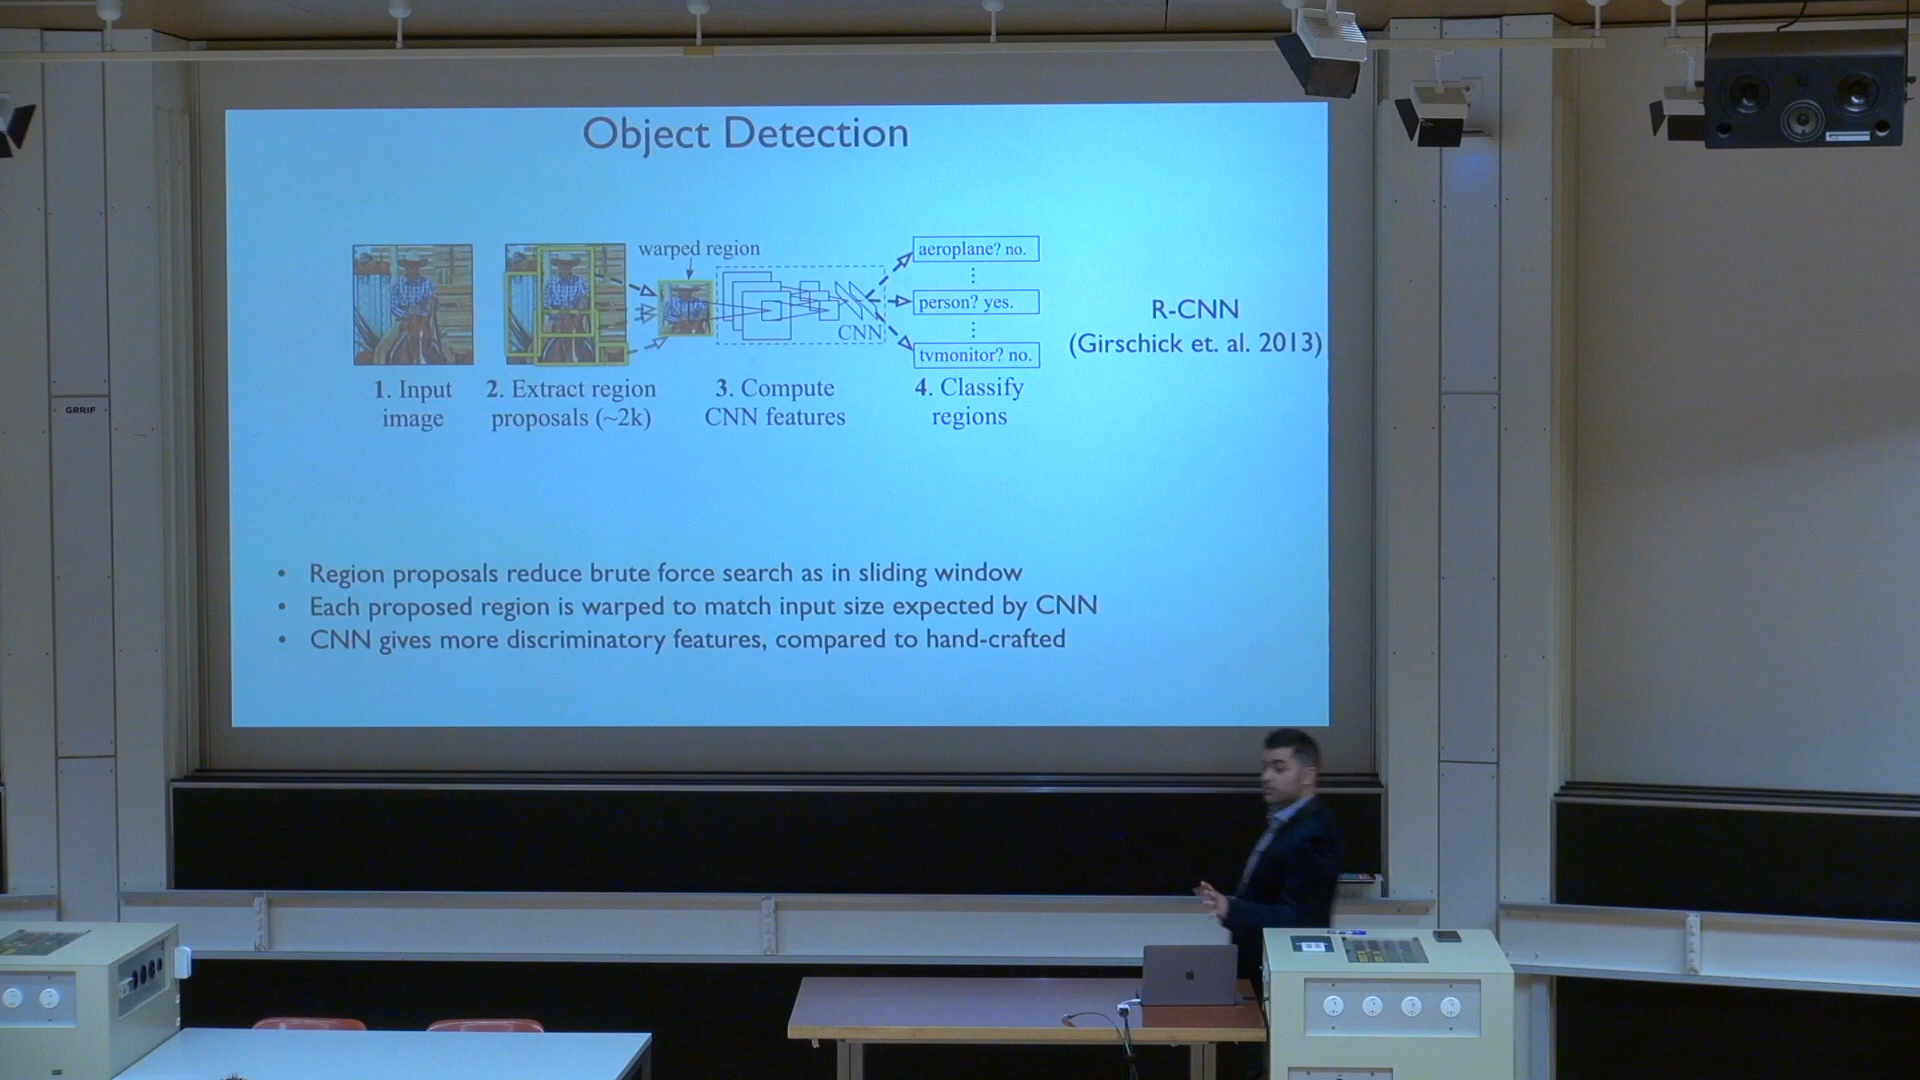 Object Detection
warped region
aeroplane? no.
person? yes.
CNN
tvmonitor? no.
1. Input
image
2. Extract region
proposals (~2k)
3. Compute
CNN features
4. Classify
regions
R-CNN
(Girschick et. al. 2013)
• Region proposals reduce brute force search as in sliding window
• Each proposed region is warped to match input size expected by CNN
• CNN gives more discriminatory features, compared to hand-crafted
GRRIF